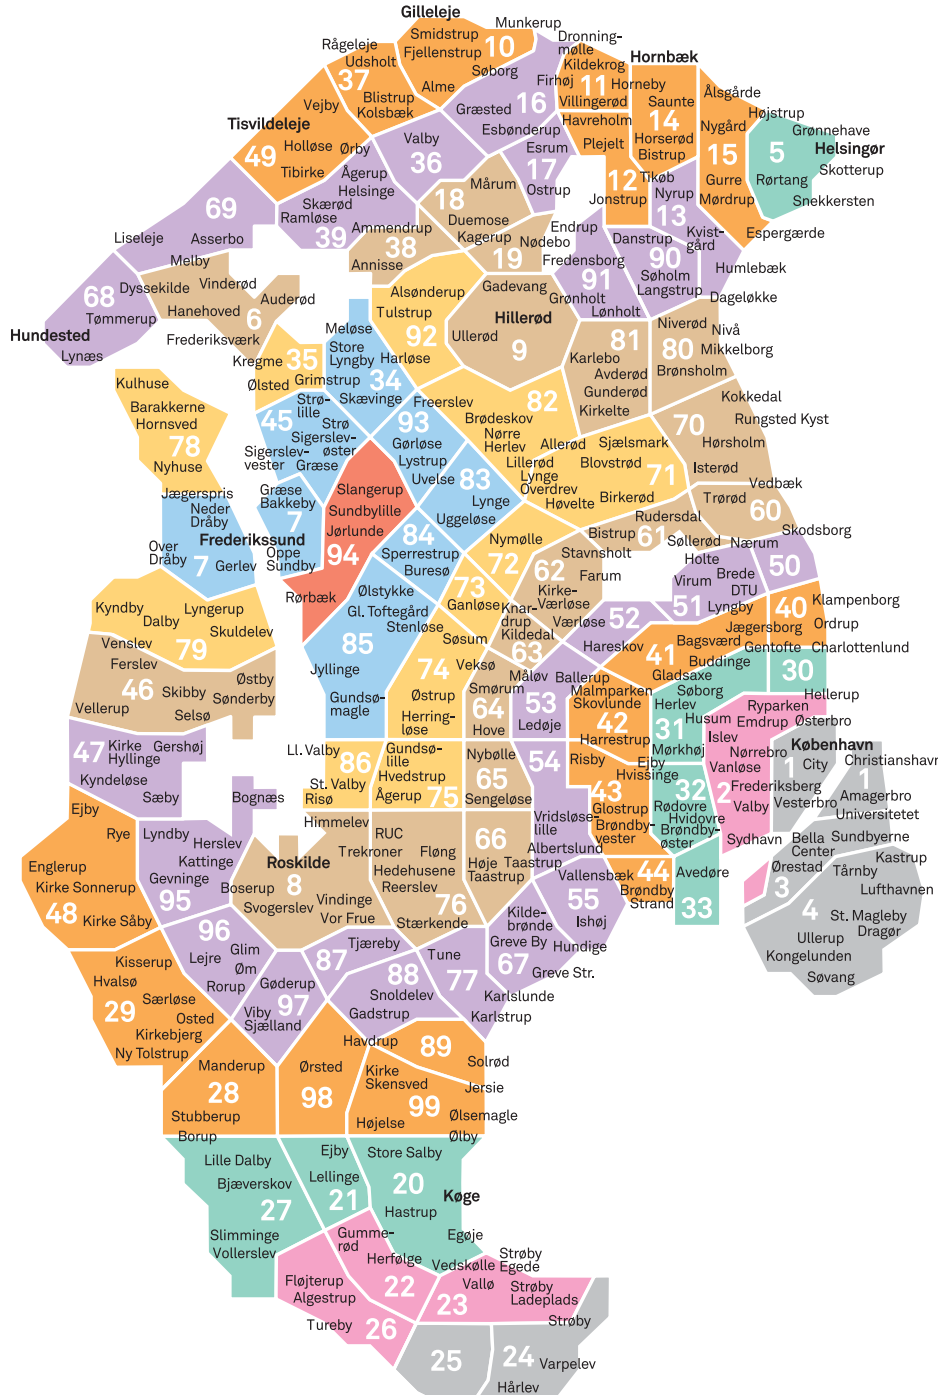 Gilleleje
Munkerup
Smidstrup
10
Fjellenstrup
Søborg
Alme
Rågeleje
Udsholt
37
Blistrup
Kolsbæk
Vejby
Tisvildeleje
49
Holløse
Tibirke
Ørby
Valby
36
Græsted
16
Firhøj
Esbønderup
Esrum
17
Ostrup
Dronning-
mølle
Kildekrog
11
Villingerød
Havreholm
Plejelt
Hornbæk
Horneby
Saunte
14
Horserød
Bistrup
12
Jonstrup
Ålsgårde
Højstrup
Nygård
15
Gurre
Mørdrup
Grønnehave
5
Helsingør
Rørtang
Skotterup
Snekkersten
Espergærde
Tikøb
Nyrup
13
Kvist-
gård
69
Liseleje
Asserbo
Ågerup
Helsinge
Skærød
Ramløse
39
Ammendrup
38
Annisse
18
Mårum
Duemose
Kagerup
19
Nødebo
Endrup
Fredensborg
91
Grønholt
Lønholt
Danstrup
90
Søholm
Langstrup
Humlebæk
Dageløkke
68
Hundested
Tømmerup
Lynæs
Melby
Dyssekilde
Vinderød
Hanehoved
6
Auderød
Frederiksværk
Alsønderup
Tulstrup
92
Harløse
Gadevang
Hillerød
Ullerød
9
81
Karlebo
Avderød
Gunderød
Kirkelte
Niverød
Nivå
80
Mikkelborg
Brønsholm
Kregme
35
Ølsted
Grimstrup
Meløse
Store
Lyngby
34
Skævinge
Kulhuse
Barakkerne
Hornsved
78
Nyhuse
Strø-
lille
45
Strø
Sigerslev-
øster
Sigerslev-
vester
Græse
Freerslev
93
Gørløse
Lystrup
Uvelse
82
Brødeskov
Nørre
Herlev
Allerød
Sjælsmark
Lillerød
Lynge
Overdrev
Høvelte
Blovstrød
71
Birkerød
Kokkedal
70
Rungsted Kyst
Hørsholm
Isterød
Vedbæk
Trørød
60
Jægerspris
Neder
Dråby
Over
Dråby
7
Gerlev
Græse
Bakkeby
7
Frederikssund
Oppe
Sundby
Slangerup
Sundbylille
Jørlunde
94
Rørbæk
83
Lynge
Uggeløse
84
Sperrestrup
Buresø
Nymølle
72
Rudersdal
Bistrup
61
Søllerød
Skodsborg
Nærum
50
Stavnsholt
62
Farum
Kirke-
Værløse
Værløse
Holte
Virum
Brede
DTU
51
Lyngby
40
Klampenborg
Ordrup
Charlottenlund
Kyndby
Dalby
Lyngerup
Skuldelev
79
Ølstykke
Gl. Toftegård
Stenløse
85
Jyllinge
Gundsø-
magle
73
Ganløse
Knar-
drup
Kildedal
63
52
Hareskov
Jægersborg
Bagsværd
Gentofte
41
Buddinge
Gladsaxe
30
Hellerup
Venslev
Ferslev
46
Vellerup
Skibby
Selsø
Østby
Sønderby
Søsum
74
Veksø
Østrup
Herring-
løse
Måløv
Smørum
64
Hove
Ballerup
53
Ledøje
Malmparken
Skovlunde
42
Harrestrup
Søborg
Herlev
31
Mørkhøj
Husum
Islev
Ryparken
Emdrup
Østerbro
Nørrebro
Vanløse
Frederiksberg
2
Valby
Vesterbro
Sydhavn
København
1
City
Christianshavn
1
Amagerbro
Universitetet
47
Kirke
Hyllinge
Gershøj
Kyndeløse
Sæby
Ll. Valby
86
St. Valby
Risø
Gundsø-
lille
Hvedstrup
Ågerup
75
Nybølle
65
Sengeløse
54
Risby
Ejby
Hvissinge
43
Glostrup
Brøndby-
vester
32
Rødovre
Hvidovre
Brøndby-
øster
Ejby
Rye
Englerup
Kirke Sonnerup
48
Kirke Såby
Bognæs
Lyndby
Herslev
Kattinge
Gevninge
95
Himmelev
Roskilde
8
Boserup
Svogerslev
Vindinge
Vor Frue
RUC
Trekroner
Fløng
Hedehusene
Reerslev
76
Stærkende
66
Høje
Taastrup
Taastrup
Vridsløse-
lille
Albertslund
Vallensbæk
55
Ishøj
44
Brøndby
Strand
Avedøre
33
Bella
Center
Ørestad
3
Sundbyerne
Kastrup
Tårnby
Lufthavnen
4
St. Magleby
Dragør
Ullerup
Kongelunden
Søvang
96
Lejre
Glim
Øm
Rorup
Tjæreby
87
Gøderup
97
Viby
Sjælland
88
Snoldelev
Gadstrup
Tune
77
Kilde-
brønde
Greve By
67
Hundige
Greve Str.
Karlslunde
Karlstrup
Kisserup
Hvalsø
29
Særløse
Osted
Kirkebjerg
Ny Tolstrup
Manderup
28
Stubberup
Borup
Ørsted
98
Havdrup
89
Solrød
Kirke
Skensved
99
Jersie
Højelse
Ølsemagle
Ølby
Lille Dalby
Bjæverskov
27
Slimminge
Vollerslev
Ejby
Lellinge
21
Store Salby
20
Hastrup
Køge
Egøje
Gumme-
rød
Herfølge
22
Vedskølle
Strøby
Egede
Vallø
23
Strøby
Ladeplads
Strøby
Fløjterup
Algestrup
Tureby
26
25
24
Varpelev
Hårlev